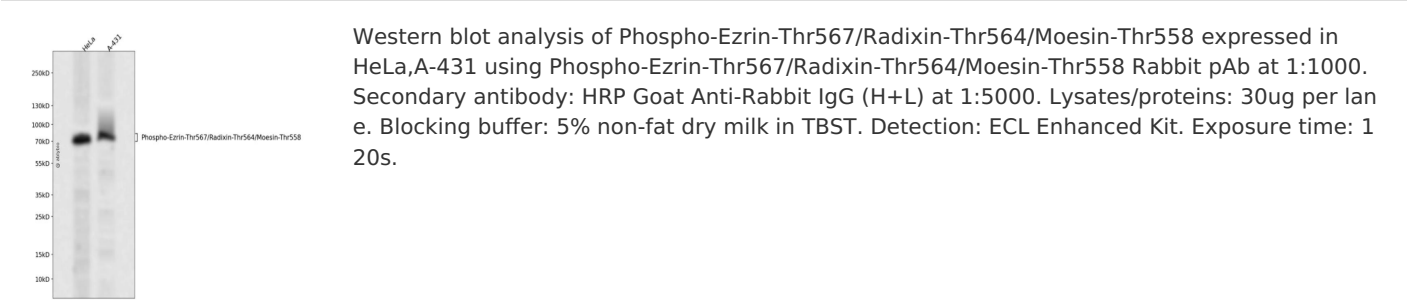 HeLa
A-431
250kD
130kD
100kD
70kD
55kD
35kD
25kD
15kD
10kD
Phospho-Ezrin-Thr567/Radixin-Thr564/Moesin-Thr558
Western blot analysis of Phospho-Ezrin-Thr567/Radixin-Thr564/Moesin-Thr558 expressed in
HeLa,A-431 using Phospho-Ezrin-Thr567/Radixin-Thr564/Moesin-Thr558 Rabbit pAb at 1:1000.
Secondary antibody: HRP Goat Anti-Rabbit IgG (H+L) at 1:5000. Lysates/proteins: 30ug per lan
e. Blocking buffer: 5% non-fat dry milk in TBST. Detection: ECL Enhanced Kit. Exposure time: 1
20s.